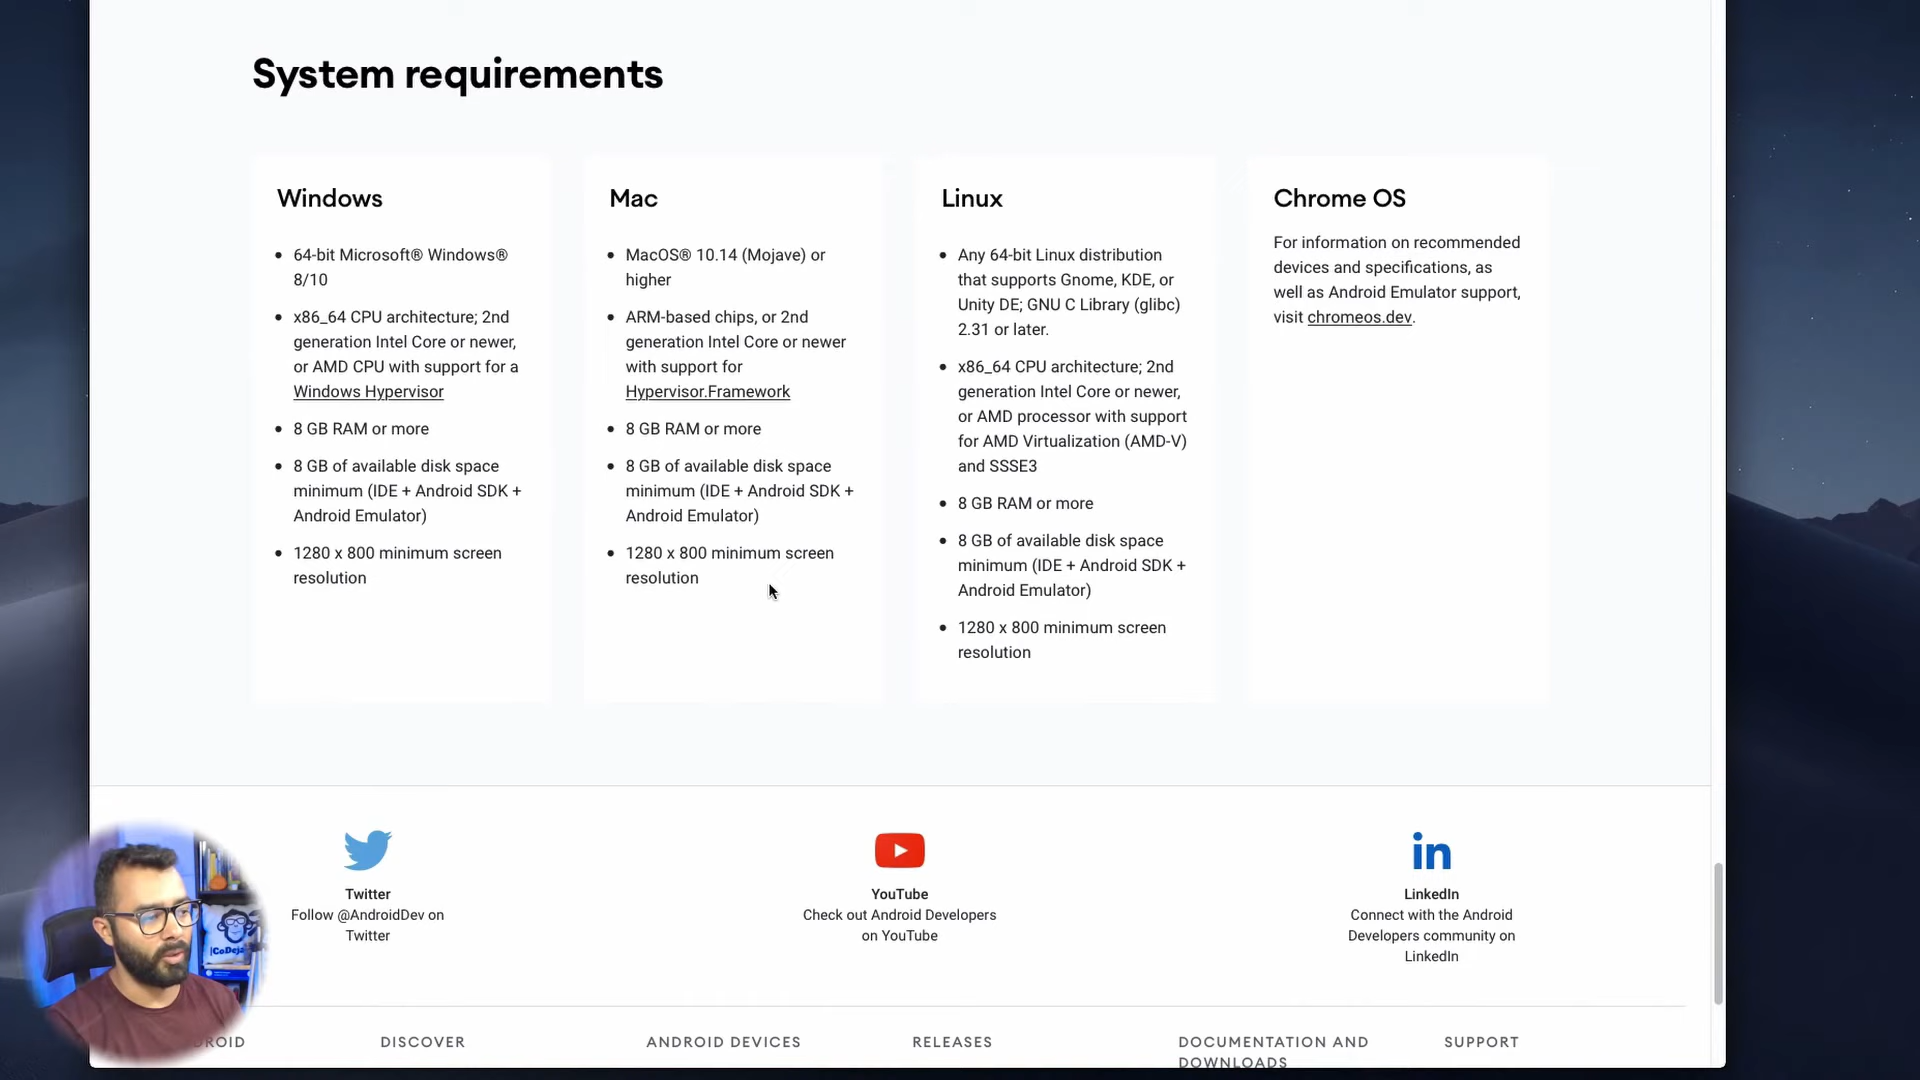 System requirements
Windows
• 64-bit Microsoft® Windows®
8/10
• x86_64 CPU architecture; 2nd
generation Intel Core or newer,
or AMD CPU with support for a
Windows Hypervisor
• 8 GB RAM or more
• 8 GB of available disk space
minimum (IDE + Android SDK +
Android Emulator)
• 1280 x 800 minimum screen
resolution
Mac
• MacOS® 10.14 (Mojave) or
higher
• ARM-based chips, or 2nd
generation Intel Core or newer
with support for
Hypervisor.Framework
• 8 GB RAM or more
• 8 GB of available disk space
minimum (IDE + Android SDK +
Android Emulator)
• 1280 x 800 minimum screen
resolution
Linux
• Any 64-bit Linux distribution
that supports Gnome, KDE, or
Unity DE; GNU C Library (glibc)
2.31 or later.
• x86_64 CPU architecture; 2nd
generation Intel Core or newer,
or AMD processor with support
for AMD Virtualization (AMD-V)
and SSSE3
• 8 GB RAM or more
• 8 GB of available disk space
minimum (IDE + Android SDK +
Android Emulator)
• 1280 x 800 minimum screen
resolution
Chrome OS
For information on recommended
devices and specifications, as
well as Android Emulator support,
visit chromeos.dev.
Twitter
Follow @AndroidDev on
Twitter
YouTube
Check out Android Developers
on YouTube
in
LinkedIn
Connect with the Android
Developers community on
LinkedIn
DISCOVER
ANDROID DEVICES
RELEASES
DOCUMENTATION AND
DOWNLOADS
SUPPORT